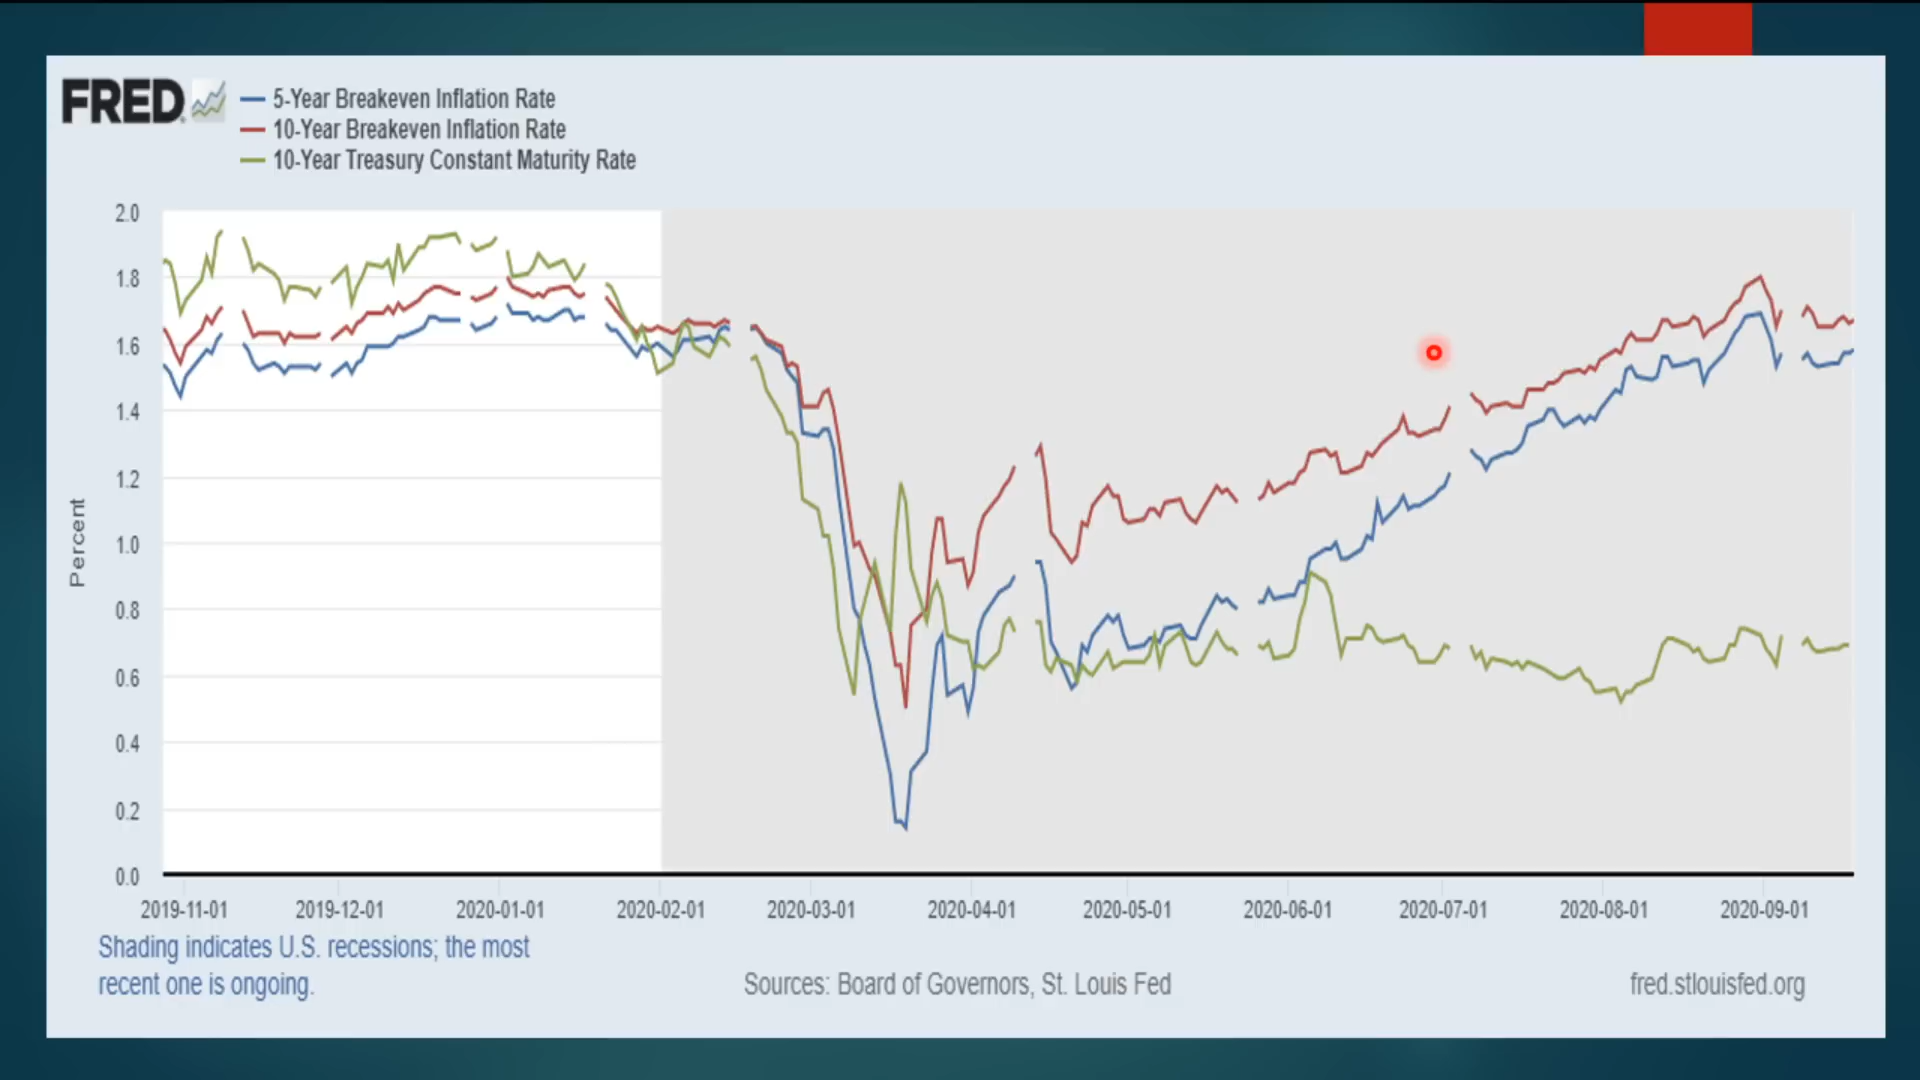 FRED
5-Year Breakeven Inflation Rate
10-Year Breakeven Inflation Rate
10-Year Treasury Constant Maturity Rate
2.0
1.8
1.6
1.4
1.2
1.0
0.8
0.6
0.4
0.2
0.0
Percent
2019-11-01 2019-12-01 2020-01-01 2020-02-01 2020-03-01 2020-04-01 2020-05-01 2020-06-01 2020-07-01 2020-08-01 2020-09-01
Shading indicates U.S. recessions; the most
recent one is ongoing.
Sources: Board of Governors, St. Louis Fed
fred.stlouisfed.org